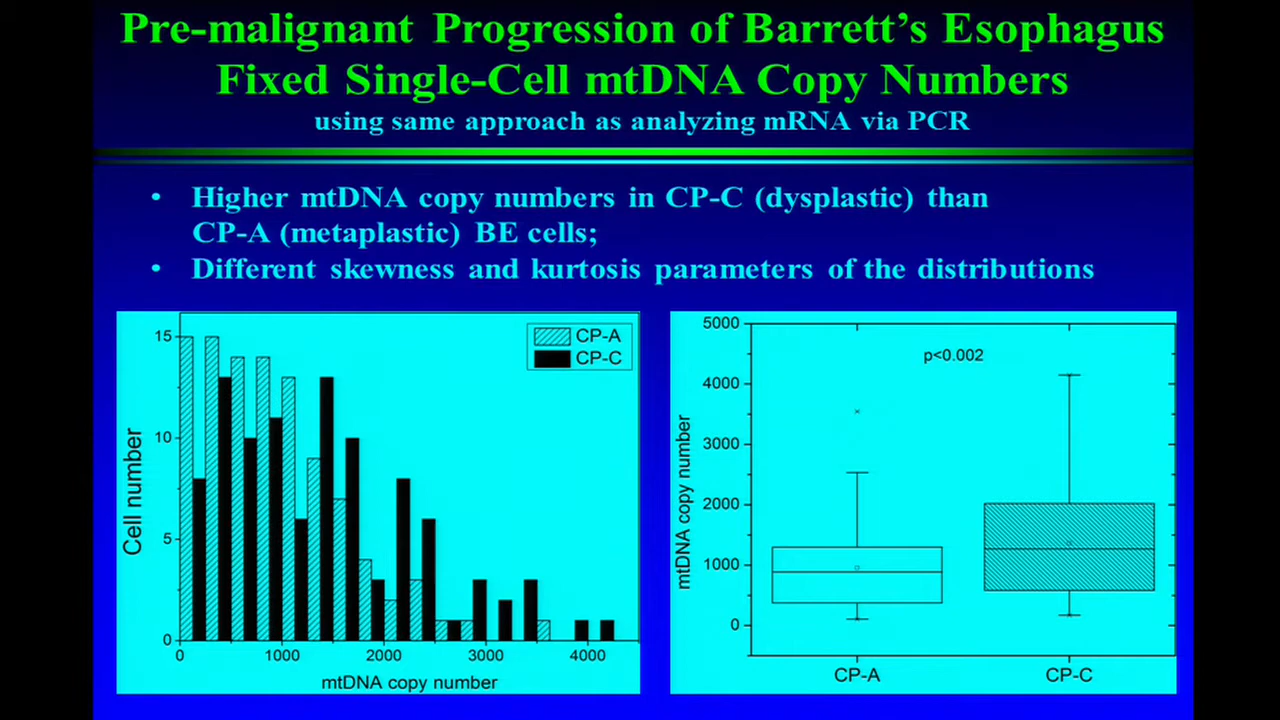 Pre-malignant Progression of Barrett's Esophagus
Fixed Single-Cell mtDNA Copy Numbers
using same approach as analyzing mRNA via PCR
• Higher mtDNA copy numbers in CP-C (dysplastic) than
CP-A (metaplastic) BE cells;
• Different skewness and kurtosis parameters of the distributions
15
10
5
0
Cell number
CP-A
CP-C
0 1000 2000 3000 4000
mtDNA copy number
5000
4000
3000
2000
1000
0
mtDNA copy number
p<0.002
CP-A CP-C